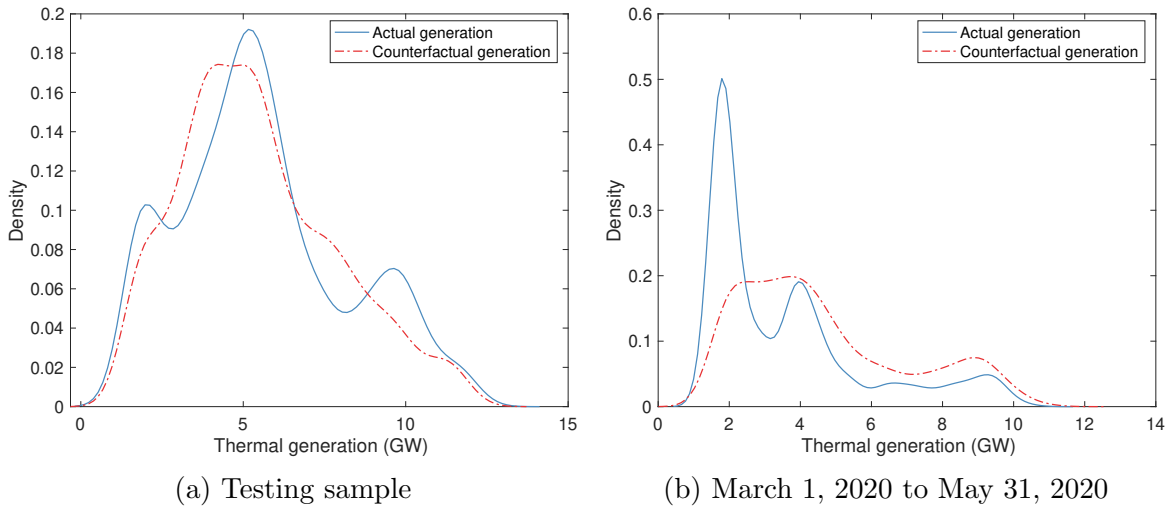 0.2
0.18
0.16
0.14
0.12
0.1
0.08
0.06
0.04
0.02
0
Density
0 5 10 15
Thermal generation (GW)
Actual generation
Counterfactual generation
(a) Testing sample
0.6
0.5
0.4
0.3
0.2
0.1
0
Density
0 2 4 6 8 10 12 14
Thermal generation (GW)
Actual generation
Counterfactual generation
(b) March 1, 2020 to May 31, 2020